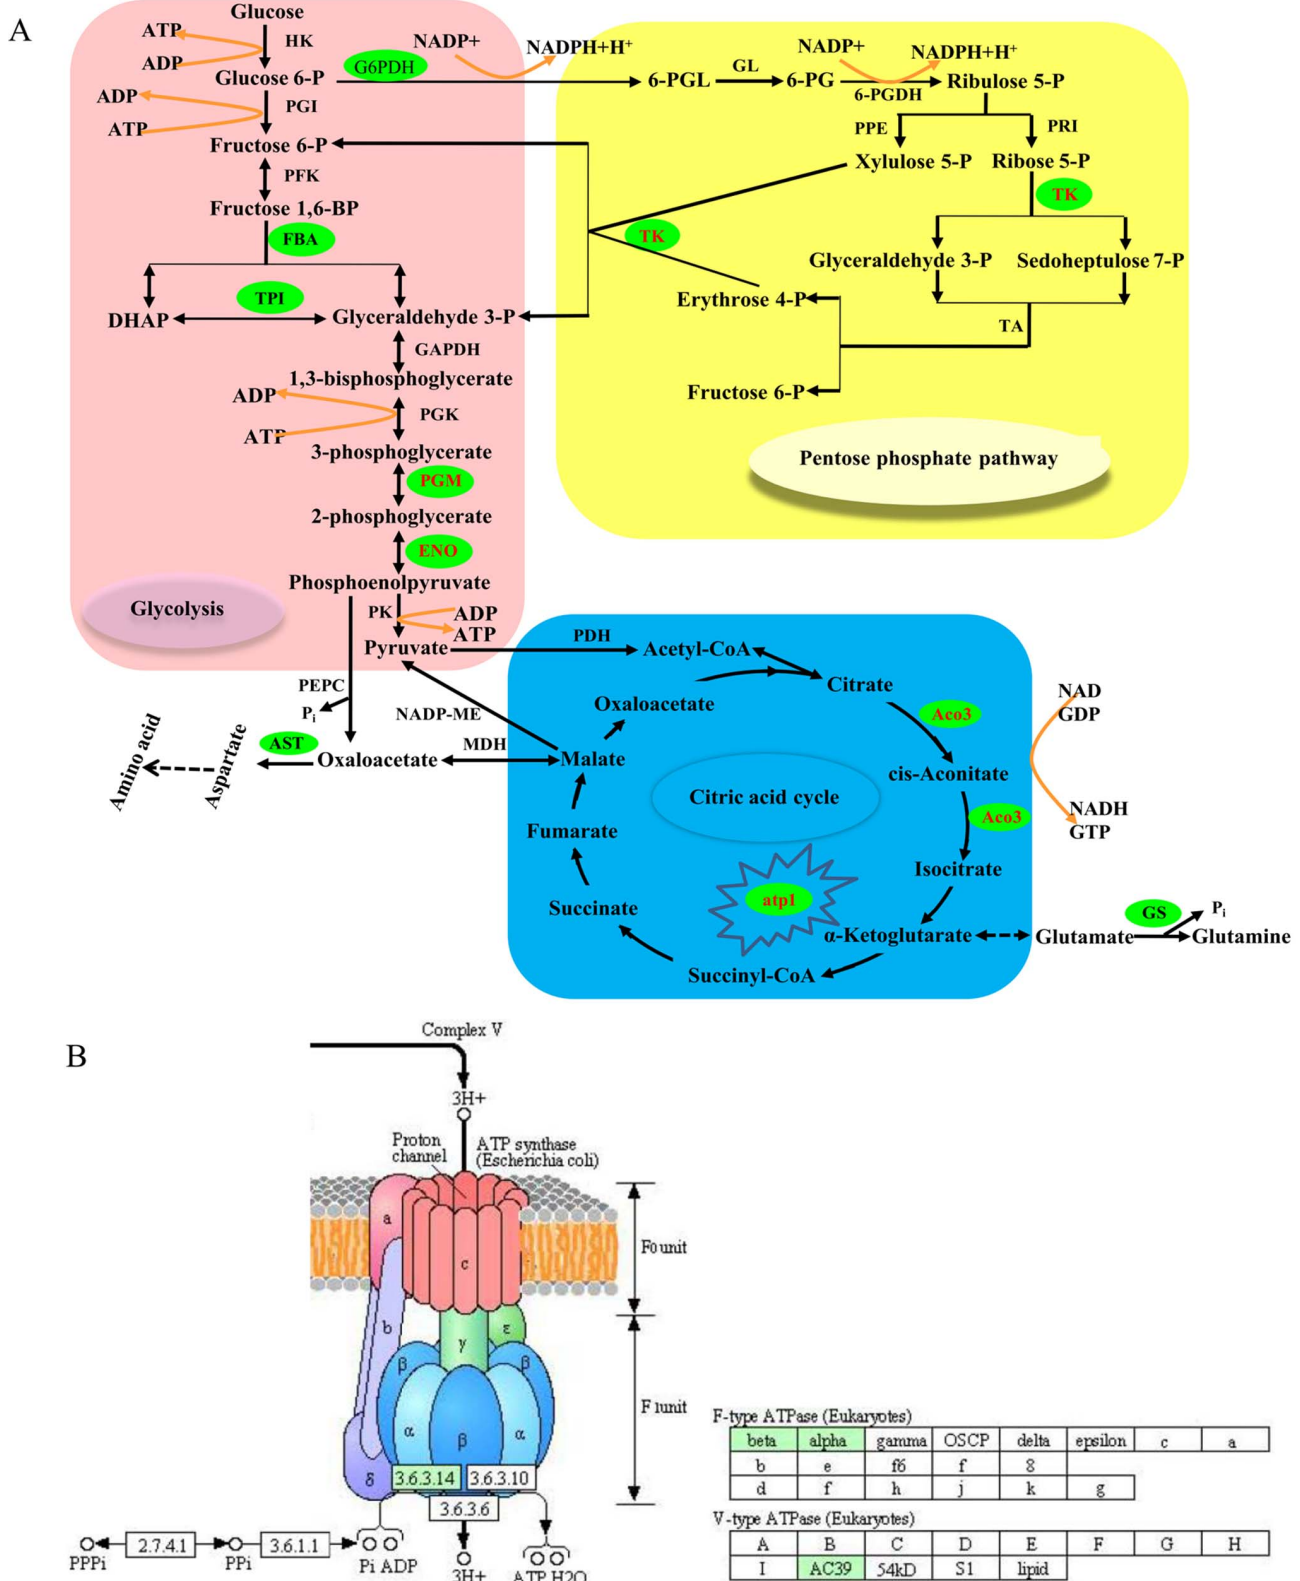 A
Glucose
ATP
HK
ADP
Glucose 6-P
G6PDH
NADP+
NADPH+H+
6-PGL
GL
6-PG
NADP+
NADPH+H+
6-PGDH
Ribulose 5-P
ADP
PGI
ATP
Fructose 6-P
PPE
PRI
Xylulose 5-P
Ribose 5-P
PFK
TK
Fructose 1,6-BP
FBA
TK
Glyceraldehyde 3-P
Sedoheptulose 7-P
TPI
Erythrose 4-P
DHAP
Glyceraldehyde 3-P
TA
GAPDH
1,3-bisphosphoglycerate
Fructose 6-P
ADP
PGK
ATP
3-phosphoglycerate
Pentose phosphate pathway
PGM
2-phosphoglycerate
ENO
Phosphoenolpyruvate
Glycolysis
PK
ADP
ATP
Pyruvate
PDH
Acetyl-CoA
Citrate
PEPC
Pi
NADP-ME
Oxaloacetate
Aco3
NAD
GDP
Amino acid
Aspartate
AST
Oxaloacetate
MDH
Malate
cis-Aconitate
Citric acid cycle
Fumarate
Aco3
NADH
GTP
Isocitrate
Succinate
atp1
α-Ketoglutarate
Glutamate
GS
Pi
Glutamine
Succinyl-CoA
B
Complex V
3H+
Proton
channel
ATP synthase
(Escherichia coli)
a
c
F0 unit
b
γ
ε
β
β
α
β
α
F1 unit
δ
3.6.3.14
3.6.3.10
3.6.3.6
PPPi
2.7.4.1
PPi
3.6.1.1
Pi ADP
3H+
ATP H2O
F-type ATPase (Eukaryotes)
beta alpha gamma OSCP delta epsilon c a
b e f6 f 8
d f h j k g
V-type ATPase (Eukaryotes)
A B C D E F G H
I AC39 54kD S1 lipid